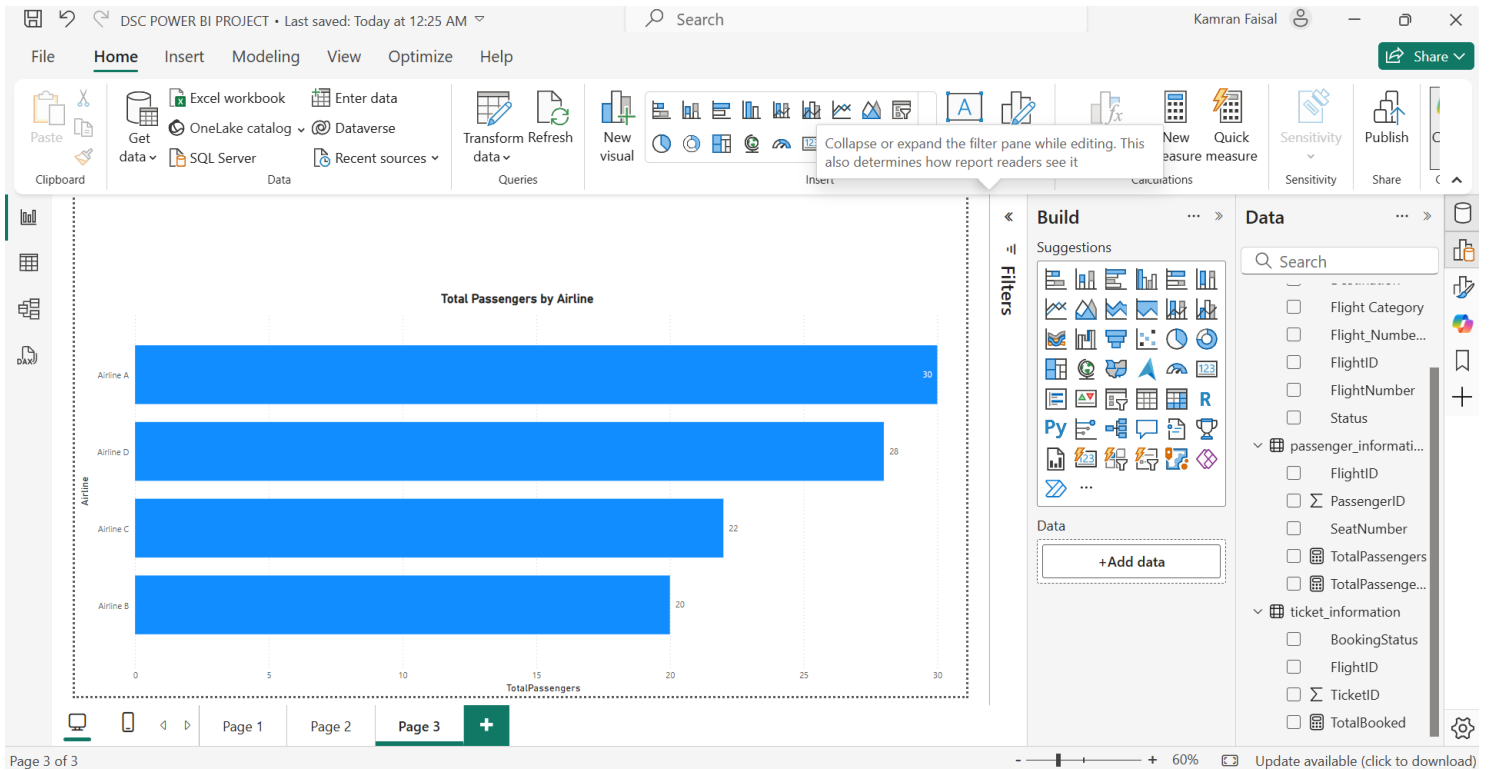 DSC POWER BI PROJECT • Last saved: Today at 12:25 AM
Search
Kamran Faisal
File Home Insert Modeling View Optimize Help
Share
Paste
Get data
Excel workbook
OneLake catalog
SQL Server
Enter data
Dataverse
Recent sources
Transform data
Refresh
New visual
A
123
Collapse or expand the filter pane while editing. This
also determines how report readers see it
fx
New
Quick
measure
Sensitivity
Publish
Clipboard
Data
Queries
Insert
Calculations
Sensitivity
Share
DAX
Total Passengers by Airline
Airline A
30
Airline D
28
Airline C
22
Airline B
20
Airline
0 5 10 15 20 25 30
TotalPassengers
Filters
Build
Suggestions
123
R
Py
123
Data
+Add data
Data
Search
Flight Category
Flight_Numbe...
FlightID
FlightNumber
Status
passenger_informati...
FlightID
PassengerID
SeatNumber
TotalPassengers
TotalPassenge...
ticket_information
BookingStatus
FlightID
TicketID
TotalBooked
Page 1
Page 2
Page 3
Page 3 of 3
- + 60%
Update available (click to download)